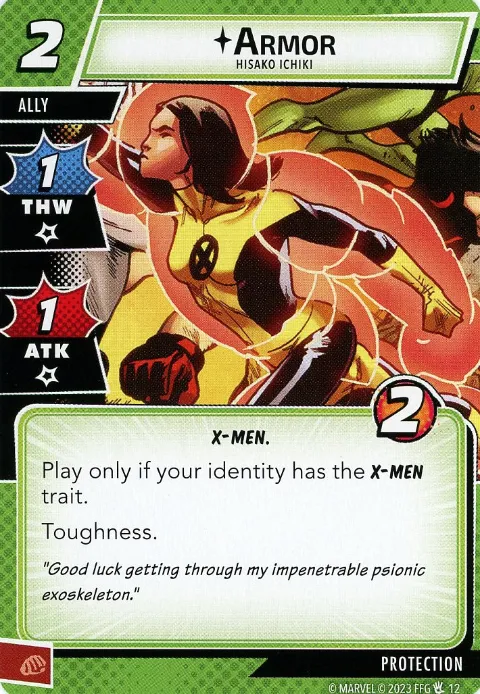 2
ARMOR
HISAKO ICHIKI
ALLY
1
THW
1
ATK
2
X-MEN.
Play only if your identity has the X-MEN
trait.
Toughness.
"Good luck getting through my impenetrable psionic
exoskeleton."
PROTECTION
© MARVEL © 2023 FFG 12